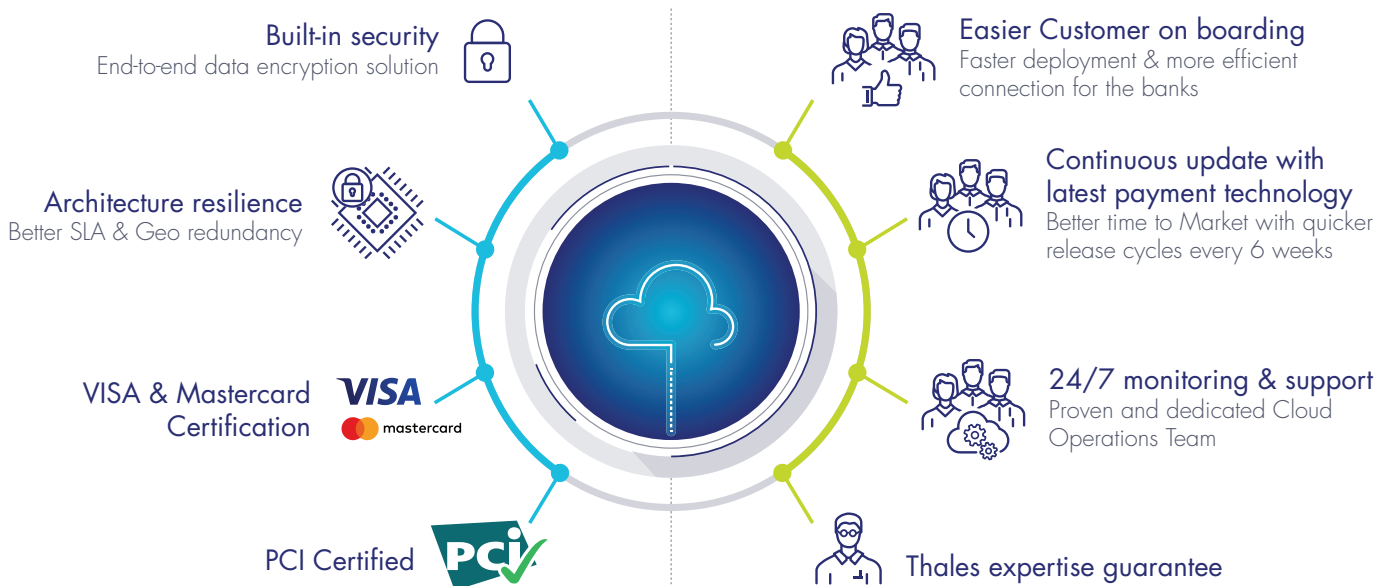 Built-in security
End-to-end data encryption solution
Architecture resilience
Better SLA & Geo redundancy
VISA & Mastercard
Certification
VISA
mastercard
PCI Certified
PCi
Easier Customer on boarding
Faster deployment & more efficient
connection for the banks
Continuous update with
latest payment technology
Better time to Market with quicker
release cycles every 6 weeks
24/7 monitoring & support
Proven and dedicated Cloud
Operations Team
Thales expertise guarantee